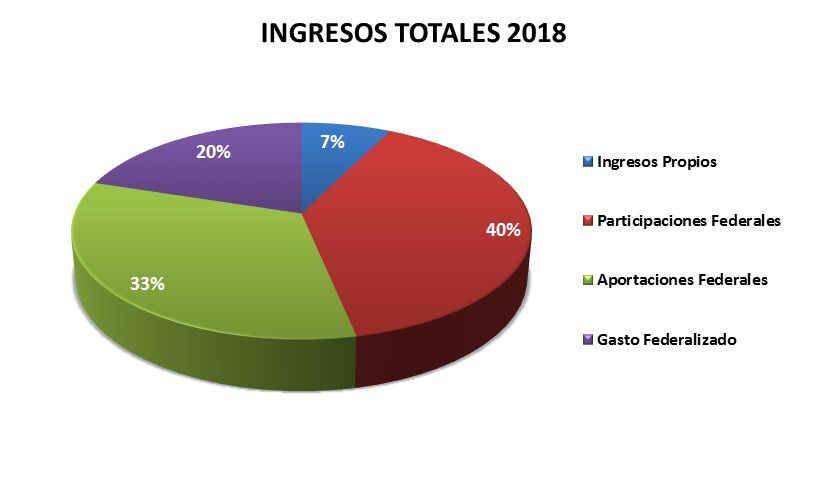 INGRESOS TOTALES 2018
7%
20%
40%
33%
Ingresos Propios
Participaciones Federales
Aportaciones Federales
Gasto Federalizado